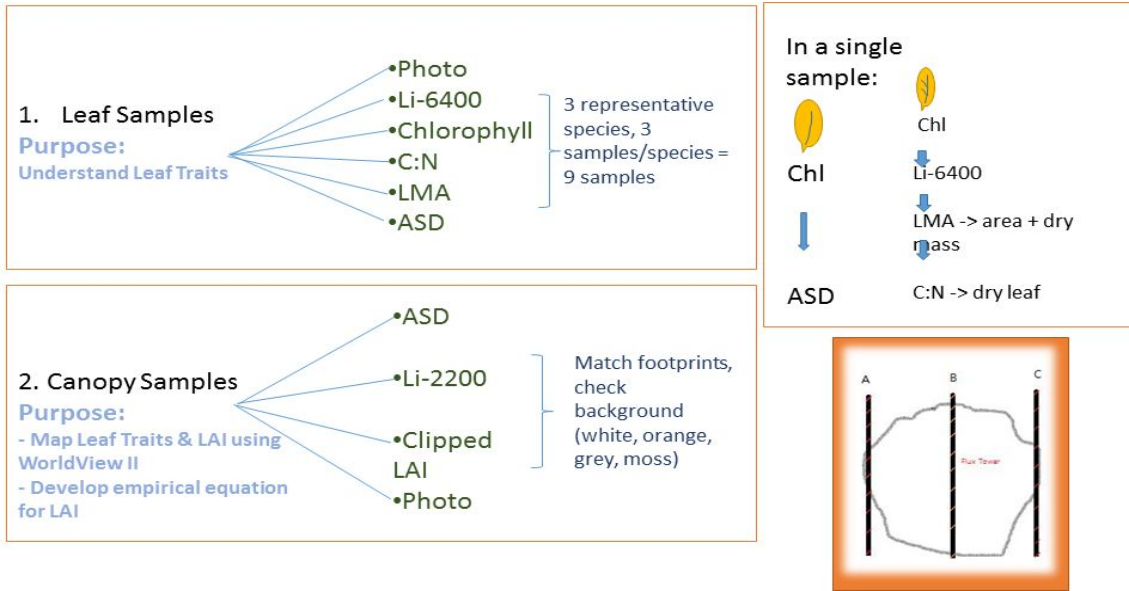 1. Leaf Samples
Purpose:
Understand Leaf Traits
•Photo
•Li-6400
•Chlorophyll
•C:N
•LMA
•ASD
3 representative
species, 3
samples/species =
9 samples
2. Canopy Samples
Purpose:
- Map Leaf Traits & LAI using
WorldView II
- Develop empirical equation
for LAI
•ASD
•Li-2200
•Clipped
LAI
•Photo
Match footprints,
check
background
(white, orange,
grey, moss)
In a single
sample:
Chl
ASD
Chl
Li-6400
LMA -> area + dry
mass
C:N -> dry leaf
A
B
C
Flux Tower